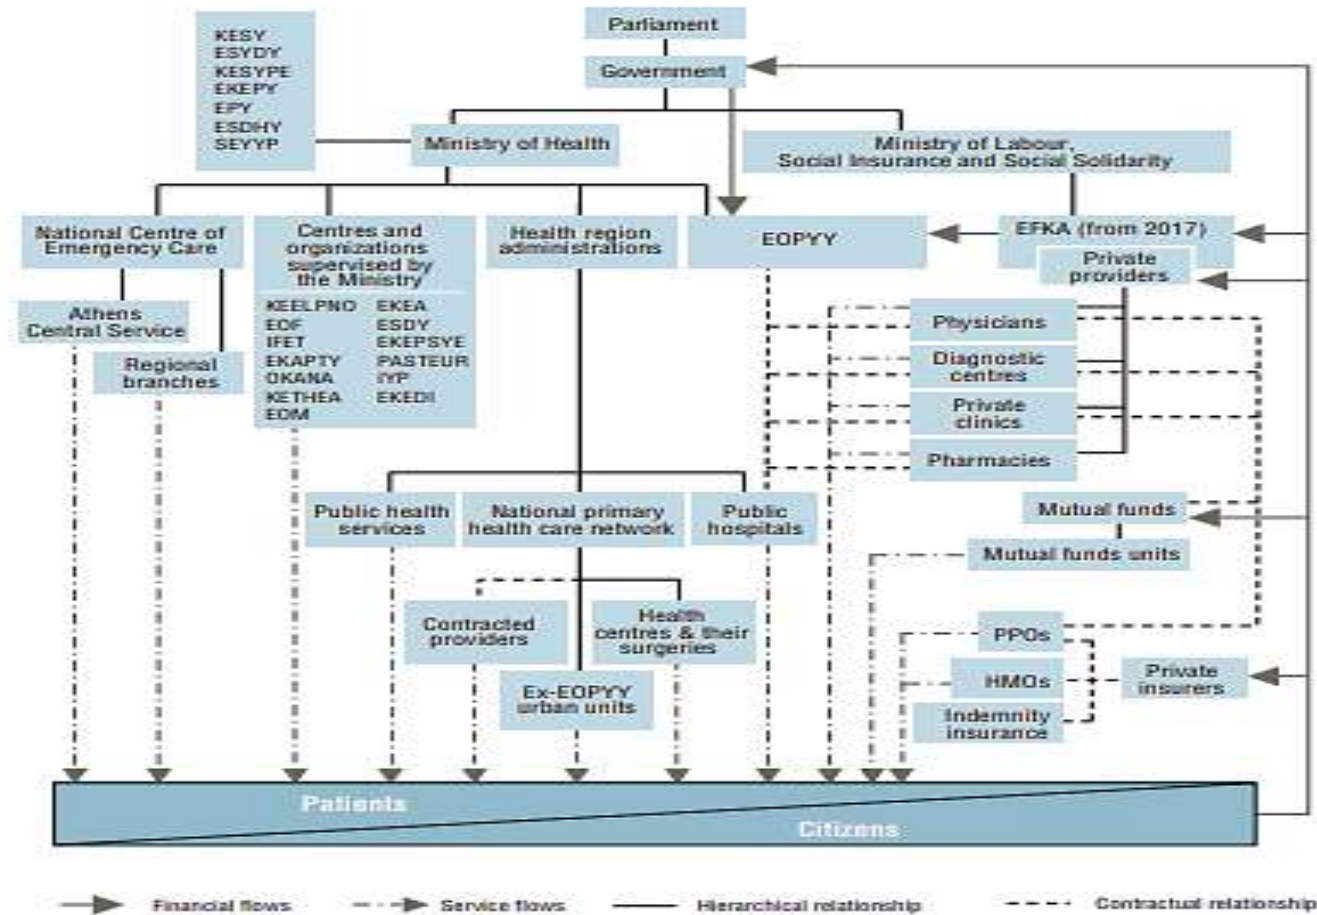 Parliament
Government
KESY
ESYDY
KESYPE
EKEPY
EPY
ESDHY
SEYYP
Ministry of Health
Ministry of Labour,
Social Insurance and Social Solidarity
National Centre of
Emergency Care
Athens
Central Service
Regional
branches
Centres and
organizations
supervised by
the Ministry
KEELPNO EKEA
EOF ESDY
IFET EKEPSYE
EKAPTY PASTEUR
OKANA IYP
KETHEA EKEDI
EOM
Health region
administrations
EOPYY
EFKA (from 2017)
Private
providers
Physicians
Diagnostic
centres
Private
clinics
Pharmacies
Public health
services
National primary
health care network
Public
hospitals
Mutual funds
Mutual funds units
Contracted
providers
Health
centres & their
surgeries
Ex-EOPYY
urban units
PPOs
HMOs
Indemnity
insurance
Private
insurers
Patients
Citizens
Financial flows
Service flows
Hierarchical relationship
Contractual relationship